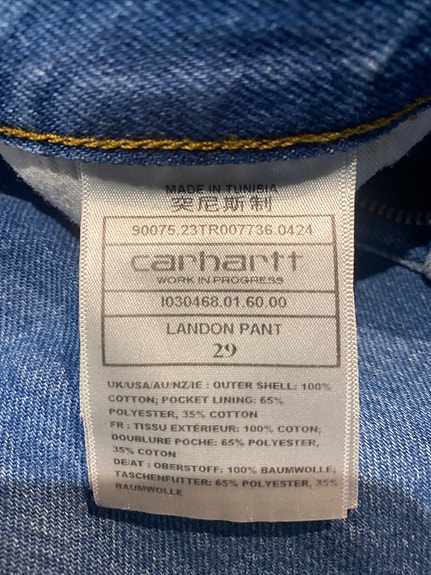 MADE IN TUNISIA
突尼斯制
90075.23TR007736.0424
carhartt
WORK IN PROGRESS
I030468.01.60.00
LANDON PANT
29
UK/USA/AU/NZ/IE : OUTER SHELL: 100%
COTTON; POCKET LINING: 65%
POLYESTER, 35% COTTON
FR : TISSU EXTÉRIEUR: 100% COTON;
DOUBLURE POCHE: 65% POLYESTER,
35% COTON
DE/AT : OBERSTOFF: 100% BAUMWOLLE;
TASCHENFUTTER: 65% POLYESTER, 35%
BAUMWOLLE